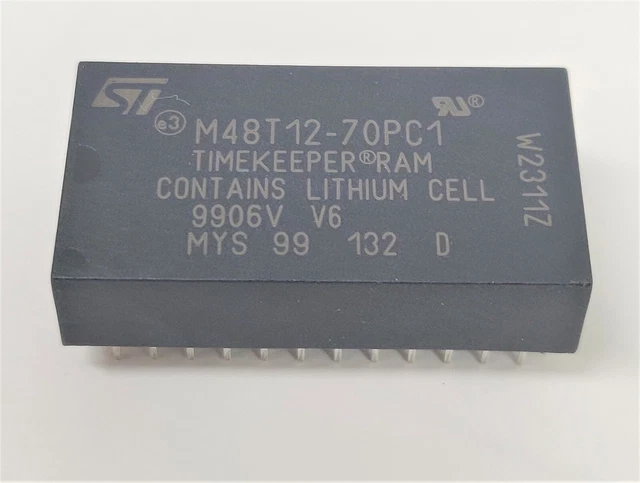 ST
e3 M48T12-70PC1
TIMEKEEPER®RAM
CONTAINS LITHIUM CELL
9906V V6
MYS 99 132 D
W2311Z